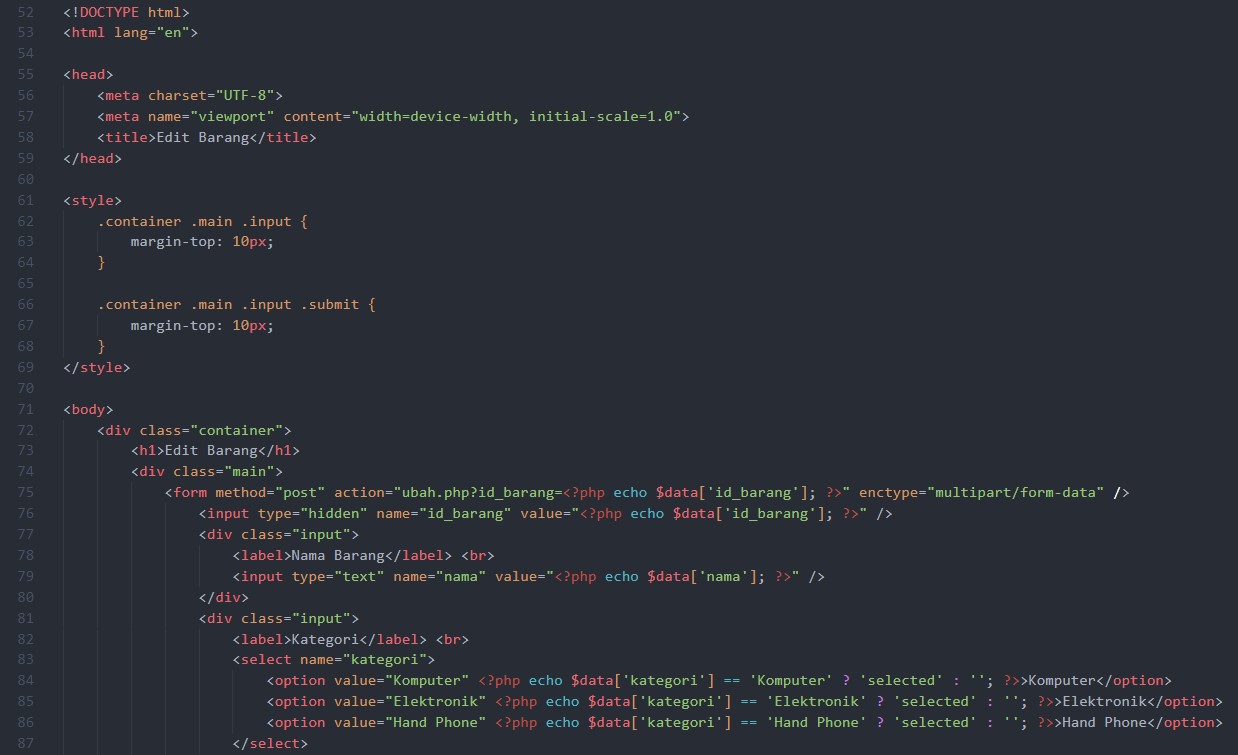 52 <!DOCTYPE html>
53 <html lang="en">
54
55 <head>
56     <meta charset="UTF-8">
57     <meta name="viewport" content="width=device-width, initial-scale=1.0">
58     <title>Edit Barang</title>
59 </head>
60
61 <style>
62     .container .main .input {
63         margin-top: 10px;
64     }
65
66     .container .main .input .submit {
67         margin-top: 10px;
68     }
69 </style>
70
71 <body>
72     <div class="container">
73         <h1>Edit Barang</h1>
74         <div class="main">
75             <form method="post" action="ubah.php?id_barang=<?php echo $data['id_barang']; ?>" enctype="multipart/form-data" />
76                 <input type="hidden" name="id_barang" value="<?php echo $data['id_barang']; ?>" />
77                 <div class="input">
78                     <label>Nama Barang</label> <br>
79                     <input type="text" name="nama" value="<?php echo $data['nama']; ?>" />
80                 </div>
81                 <div class="input">
82                     <label>Kategori</label> <br>
83                     <select name="kategori">
84                         <option value="Komputer" <?php echo $data['kategori'] == 'Komputer' ? 'selected' : ''; ?>>Komputer</option>
85                         <option value="Elektronik" <?php echo $data['kategori'] == 'Elektronik' ? 'selected' : ''; ?>>Elektronik</option>
86                         <option value="Hand Phone" <?php echo $data['kategori'] == 'Hand Phone' ? 'selected' : ''; ?>>Hand Phone</option>
87                     </select>